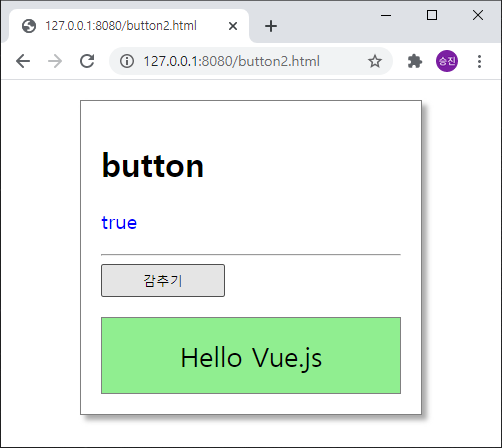 127.0.0.1:8080/button2.html
127.0.0.1:8080/button2.html
승진
button
true
감추기
Hello Vue.js